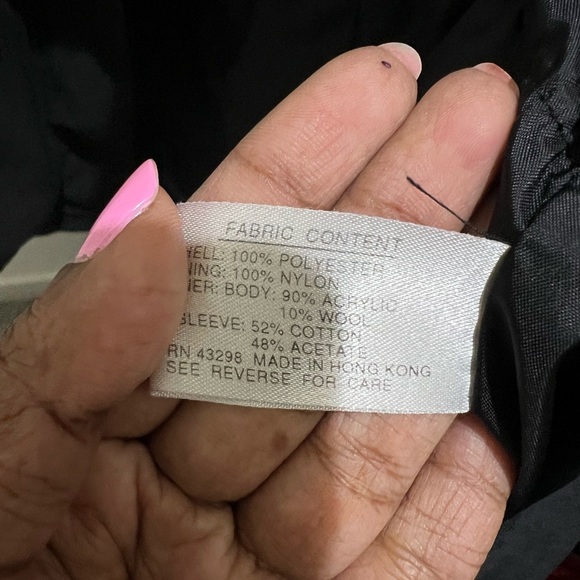 FABRIC CONTENT
HELL: 100% POLYESTER
NING: 100% NYLON
NER: BODY: 90% ACRYLIC
10% WOOL
SLEEVE: 52% COTTON
48% ACETATE
RN 43298 MADE IN HONG KONG
SEE REVERSE FOR CARE